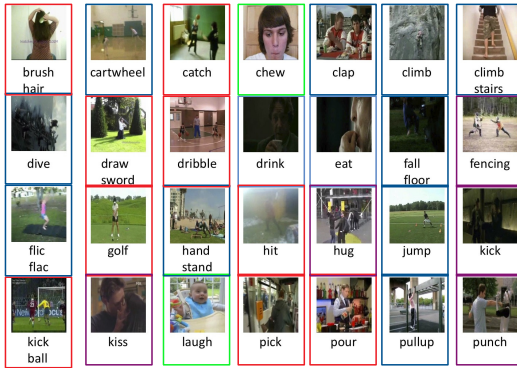 brush
hair
cartwheel
catch
chew
clap
climb
climb
stairs
dive
draw
sword
dribble
drink
eat
fall
floor
fencing
flic
flac
golf
hand
stand
hit
hug
jump
kick
kick
ball
kiss
laugh
pick
pour
pullup
punch